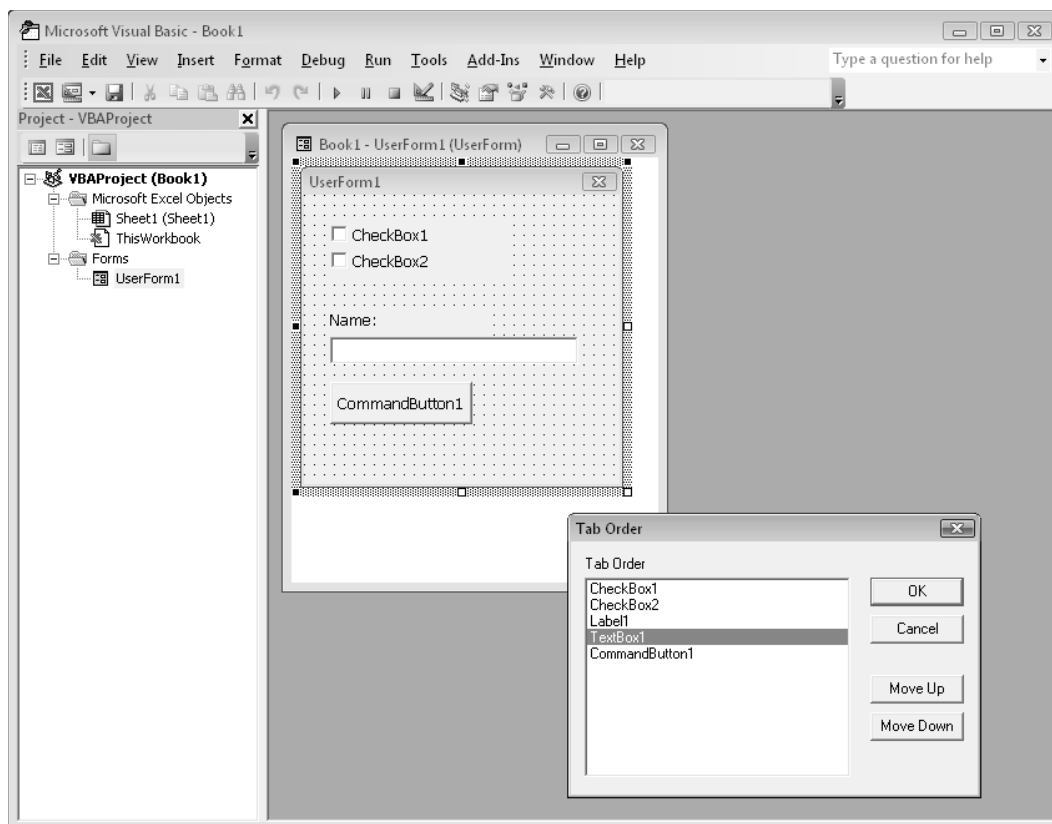 Microsoft Visual Basic - Book1
File Edit View Insert Format Debug Run Tools Add-Ins Window Help
Type a question for help
Project - VBAProject
VBAProject (Book1)
Microsoft Excel Objects
Sheet1 (Sheet1)
ThisWorkbook
Forms
UserForm1
Book1 - UserForm1 (UserForm)
UserForm1
CheckBox1
CheckBox2
Name:
CommandButton1
Tab Order
Tab Order
CheckBox1
CheckBox2
Label1
TextBox1
CommandButton1
OK
Cancel
Move Up
Move Down